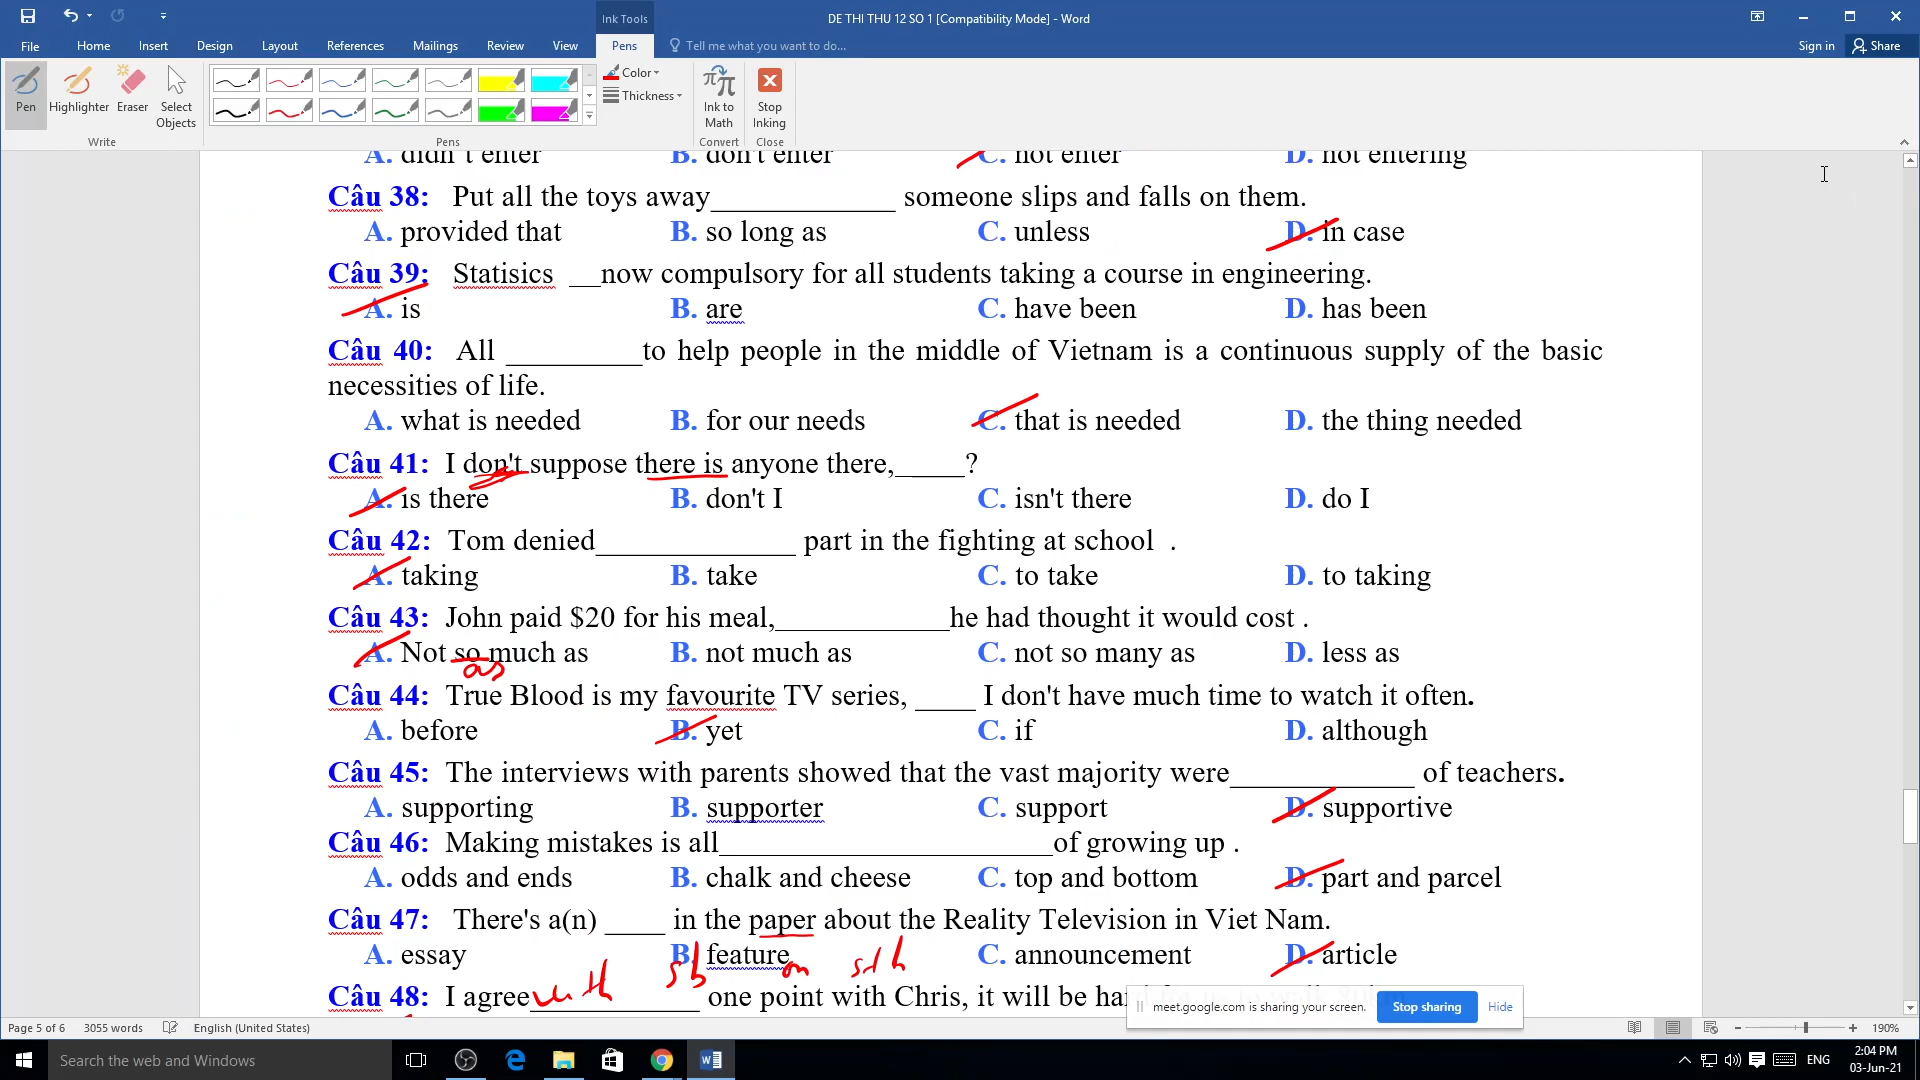 Ink Tools
DE THI THU 12 SO 1 [Compatibility Mode] - Word
File Home Insert Design Layout References Mailings Review View Pens Tell me what you want to do... Sign in Share
Pen Highlighter Eraser Select Objects
Color
Thickness
Ink to Math
Stop Inking
Write Pens Convert Close
A. didn't enter B. don't enter C. not enter D. not entering
Câu 38: Put all the toys away____________ someone slips and falls on them.
A. provided that B. so long as C. unless D. in case
Câu 39: Statisics __now compulsory for all students taking a course in engineering.
A. is B. are C. have been D. has been
Câu 40: All _________to help people in the middle of Vietnam is a continuous supply of the basic
necessities of life.
A. what is needed B. for our needs C. that is needed D. the thing needed
Câu 41: I don't suppose there is anyone there,_____?
A. is there B. don't I C. isn't there D. do I
Câu 42: Tom denied_____________ part in the fighting at school .
A. taking B. take C. to take D. to taking
Câu 43: John paid $20 for his meal,___________he had thought it would cost .
A. Not so much as B. not much as C. not so many as D. less as
as
Câu 44: True Blood is my favourite TV series, ____ I don't have much time to watch it often.
A. before B. yet C. if D. although
Câu 45: The interviews with parents showed that the vast majority were____________ of teachers.
A. supporting B. supporter C. support D. supportive
Câu 46: Making mistakes is all______________________of growing up .
A. odds and ends B. chalk and cheese C. top and bottom D. part and parcel
Câu 47: There's a(n) ____ in the paper about the Reality Television in Viet Nam.
A. essay B. feature C. announcement D. article
with sb on sth
Câu 48: I agree___________ one point with Chris, it will be
meet.google.com is sharing your screen. Stop sharing Hide
Page 5 of 6 3055 words English (United States) 190%
Search the web and Windows ENG 2:04 PM
03-Jun-21